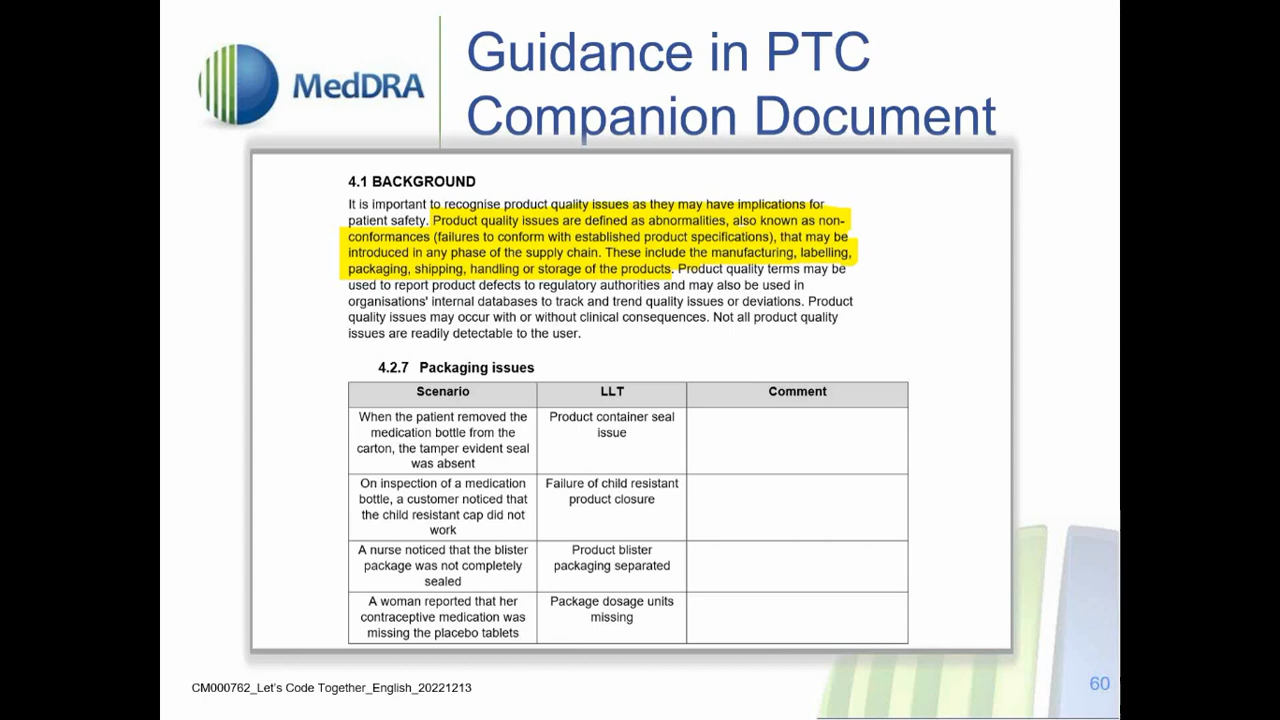 MedDRA
Guidance in PTC
Companion Document
4.1 BACKGROUND
It is important to recognise product quality issues as they may have implications for
patient safety. Product quality issues are defined as abnormalities, also known as non-
conformances (failures to conform with established product specifications), that may be
introduced in any phase of the supply chain. These include the manufacturing, labelling,
packaging, shipping, handling or storage of the products. Product quality terms may be
used to report product defects to regulatory authorities and may also be used in
organisations' internal databases to track and trend quality issues or deviations. Product
quality issues may occur with or without clinical consequences. Not all product quality
issues are readily detectable to the user.
4.2.7 Packaging issues
Scenario LLT Comment
When the patient removed the
medication bottle from the
carton, the tamper evident seal
was absent
Product container seal
issue
On inspection of a medication
bottle, a customer noticed that
the child resistant cap did not
work
Failure of child resistant
product closure
A nurse noticed that the blister
package was not completely
sealed
Product blister
packaging separated
A woman reported that her
contraceptive medication was
missing the placebo tablets
Package dosage units
missing
CM000762_Let's Code Together_English_20221213
60